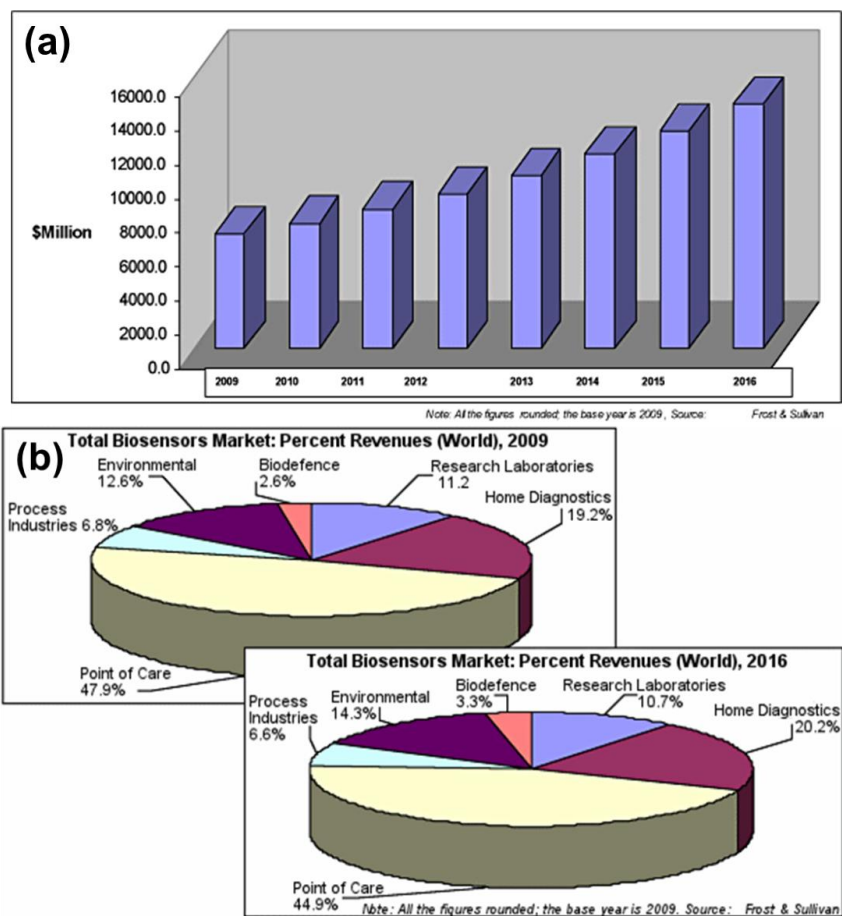 (a)
16000.0
14000.0
12000.0
10000.0
8000.0
$Million
6000.0
4000.0
2000.0
0.0
2009 2010 2011 2012 2013 2014 2015 2016
Note: All the figures rounded; the base year is 2009, Source: Frost & Sullivan
(b)
Total Biosensors Market: Percent Revenues (World), 2009
Environmental
12.6%
Biodefence
2.6%
Research Laboratories
11.2
Home Diagnostics
19.2%
Process
Industries 6.8%
Point of Care
47.9%
Total Biosensors Market: Percent Revenues (World), 2016
Process
Industries
6.6%
Environmental
14.3%
Biodefence
3.3%
Research Laboratories
10.7%
Home Diagnostics
20.2%
Point of Care
44.9%
Note: All the figures rounded; the base year is 2009. Source: Frost & Sullivan